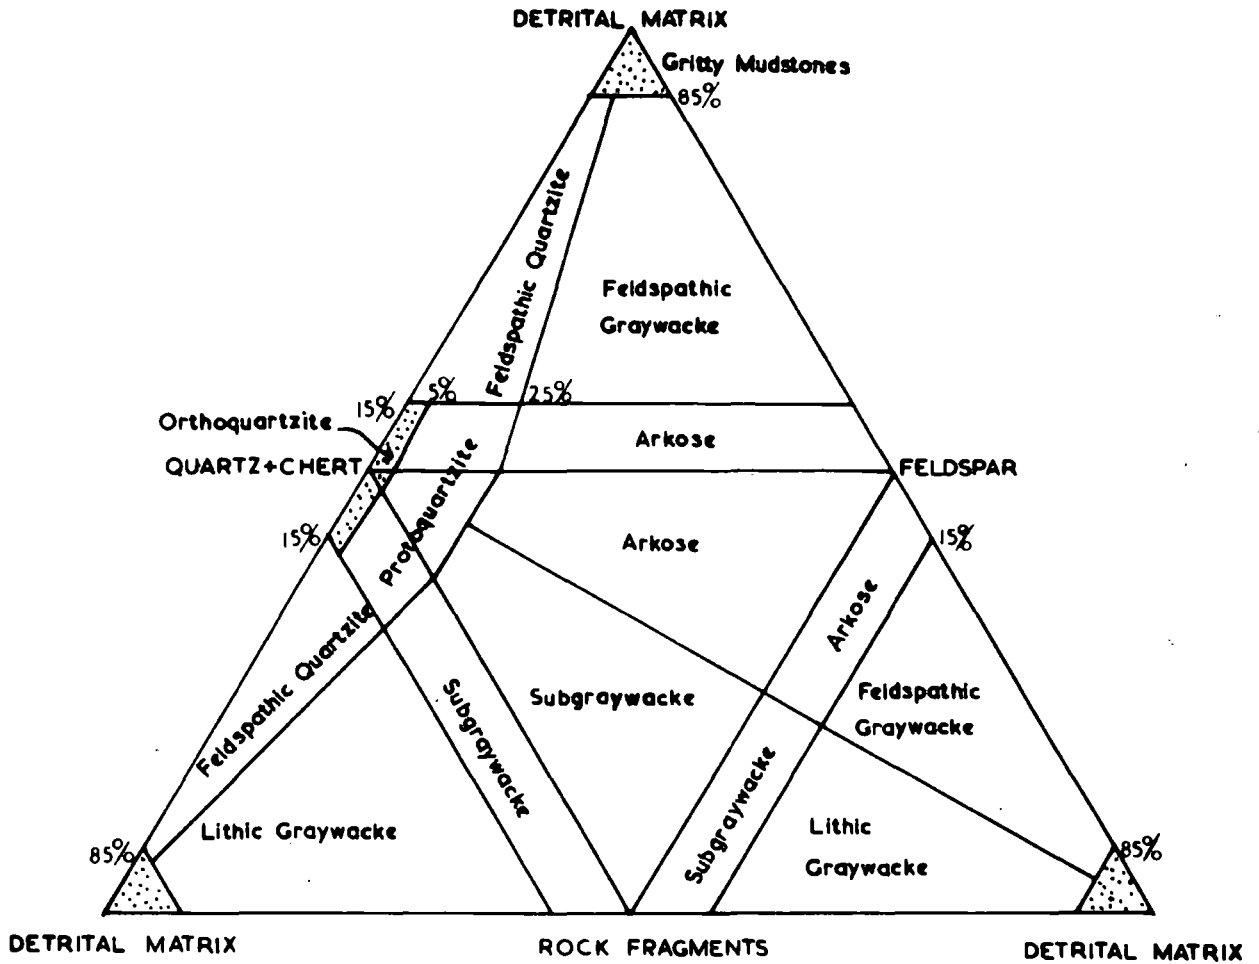 DETRITAL MATRIX
Gritty Mudstones
85%
Feldspathic Quartzite
Feldspathic
Graywacke
15%
5%
25%
Orthoquartzite
Arkose
QUARTZ+CHERT
FELDSPAR
Protoquartzite
15%
Arkose
15%
Arkose
Feldspathic Quartzite
Subgraywacke
Subgraywacke
Feldspathic
Graywacke
Subgraywacke
Lithic Graywacke
Lithic
Graywacke
85%
85%
DETRITAL MATRIX
ROCK FRAGMENTS
DETRITAL MATRIX